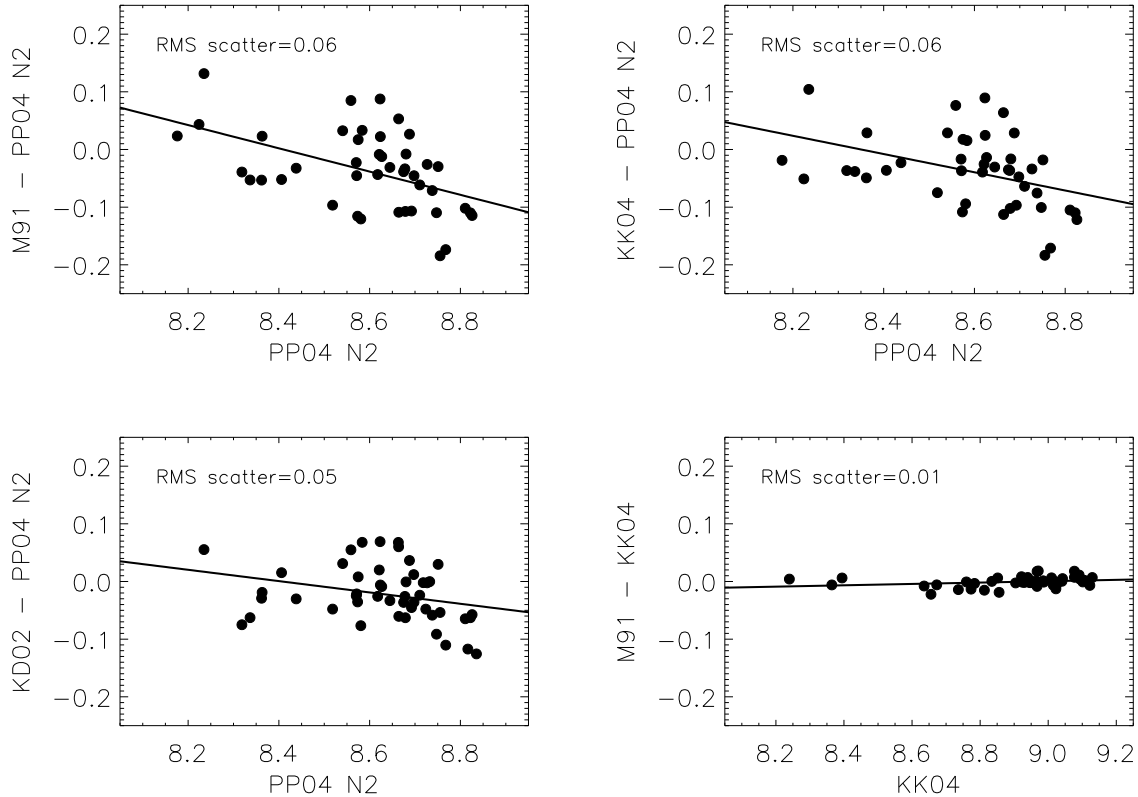 RMS scatter=0.06
M91 − PP04 N2
0.2
0.1
0.0
−0.1
−0.2
8.2 8.4 8.6 8.8
PP04 N2
RMS scatter=0.06
KK04 − PP04 N2
0.2
0.1
0.0
−0.1
−0.2
8.2 8.4 8.6 8.8
PP04 N2
RMS scatter=0.05
KD02 − PP04 N2
0.2
0.1
0.0
−0.1
−0.2
8.2 8.4 8.6 8.8
PP04 N2
RMS scatter=0.01
M91 − KK04
0.2
0.1
0.0
−0.1
−0.2
8.2 8.4 8.6 8.8 9.0 9.2
KK04